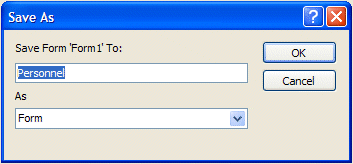 Save As
Save Form 'Form1' To:
OK
Personnel
Cancel
As
Form